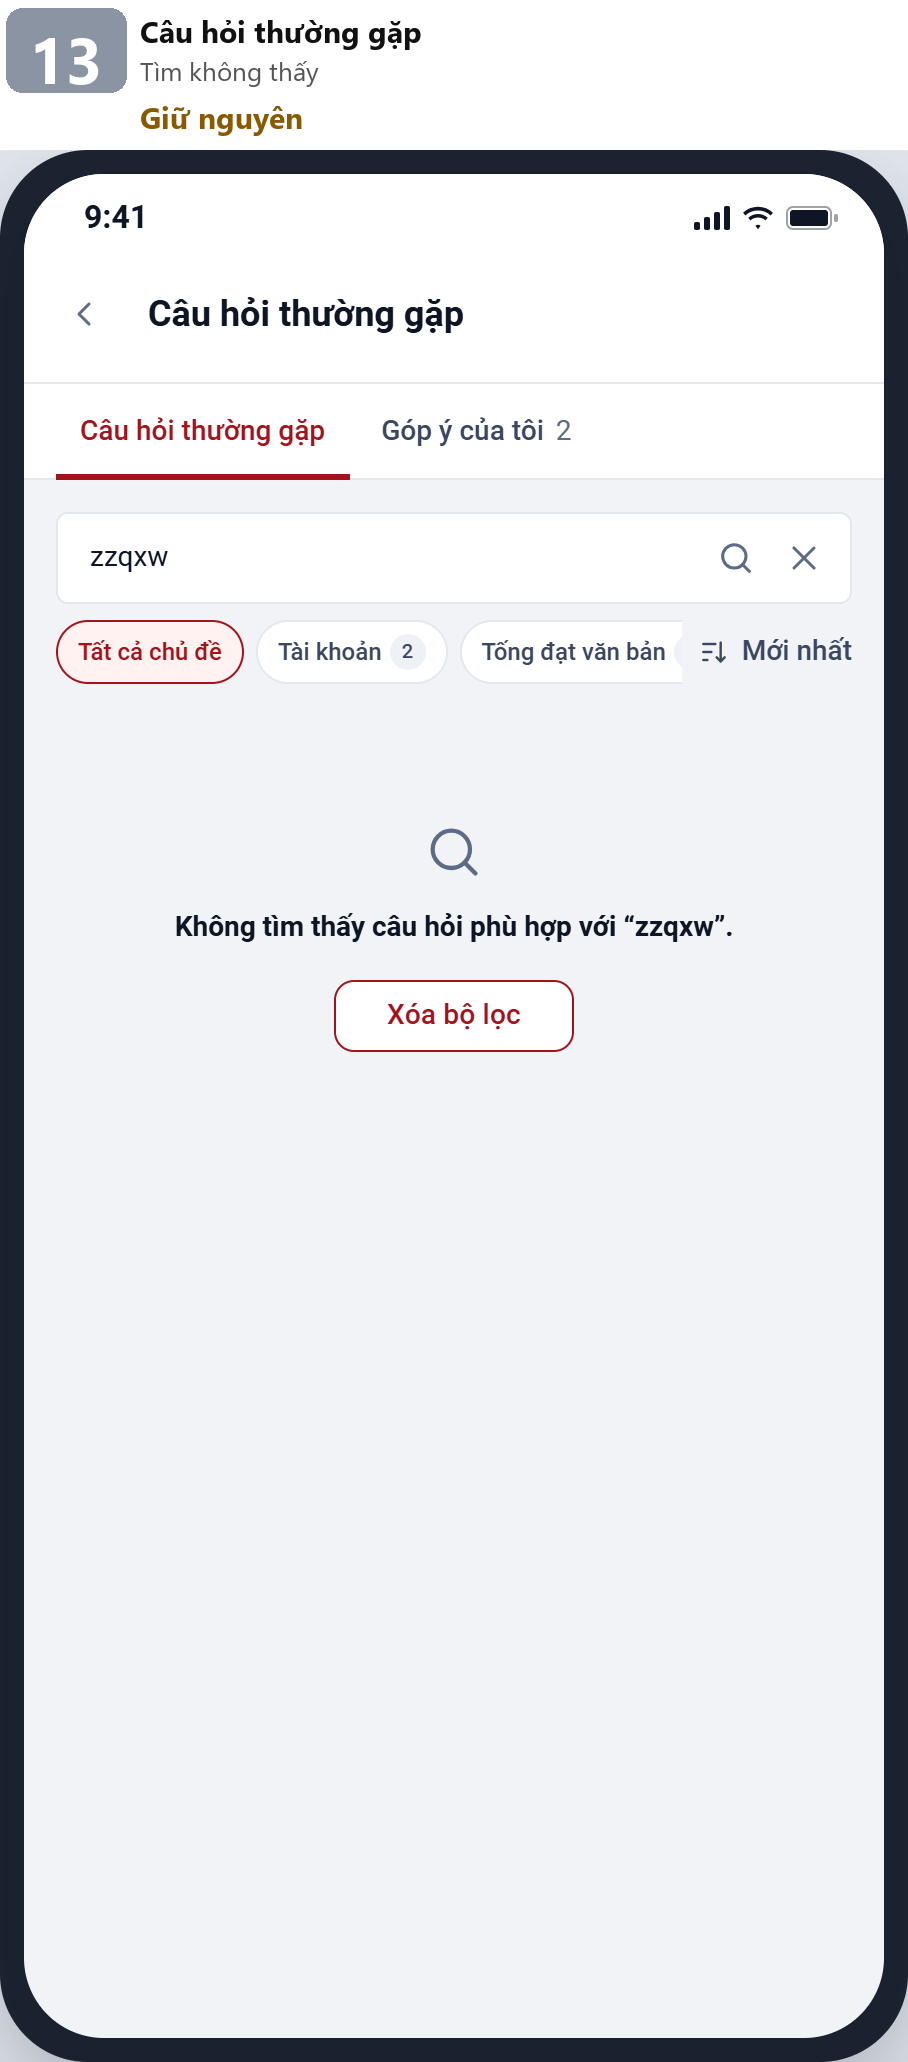 13
Câu hỏi thường gặp
Tìm không thấy
Giữ nguyên
9:41
Câu hỏi thường gặp
Câu hỏi thường gặp Góp ý của tôi 2
zzqxw
Tất cả chủ đề Tài khoản 2 Tống đạt văn bản Mới nhất
Không tìm thấy câu hỏi phù hợp với “zzqxw”.
Xóa bộ lọc